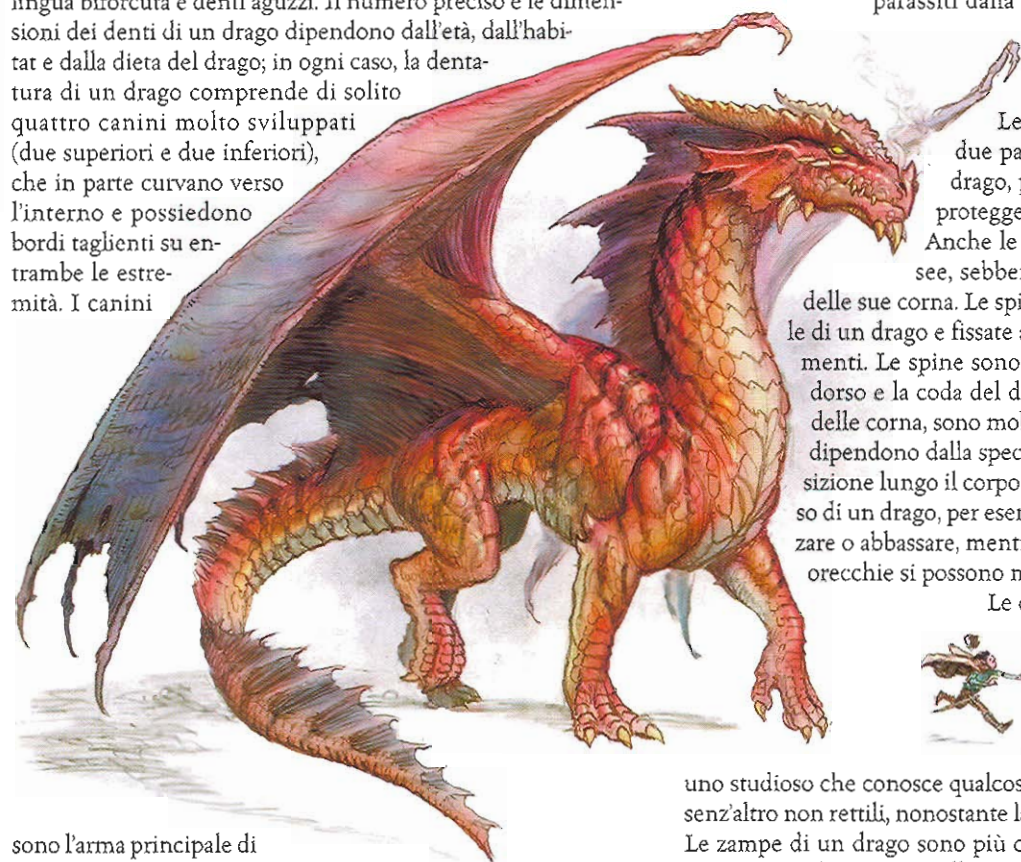 lingua biforcuta e denti aguzzi. Il numero preciso e le dimen-
sioni dei denti di un drago dipendono dall'età, dall'habi-
tat e dalla dieta del drago; in ogni caso, la denta-
tura di un drago comprende di solito
quattro canini molto sviluppati
(due superiori e due inferiori),
che in parte curvano verso
l'interno e possiedono
bordi taglienti su en-
trambe le estre-
mità. I canini
sono l'arma principale di
parassiti dalla
Le
due pa
drago, p
protegge
Anche le
see, sebbe
delle sue corna. Le spi
le di un drago e fissate a
menti. Le spine sono
dorso e la coda del d
delle corna, sono mol
dipendono dalla spec
sizione lungo il corpo
so di un drago, per esem
zare o abbassare, mentr
orecchie si possono m
Le
uno studioso che conosce qualcos
senz'altro non rettili, nonostante l
Le zampe di un drago sono più